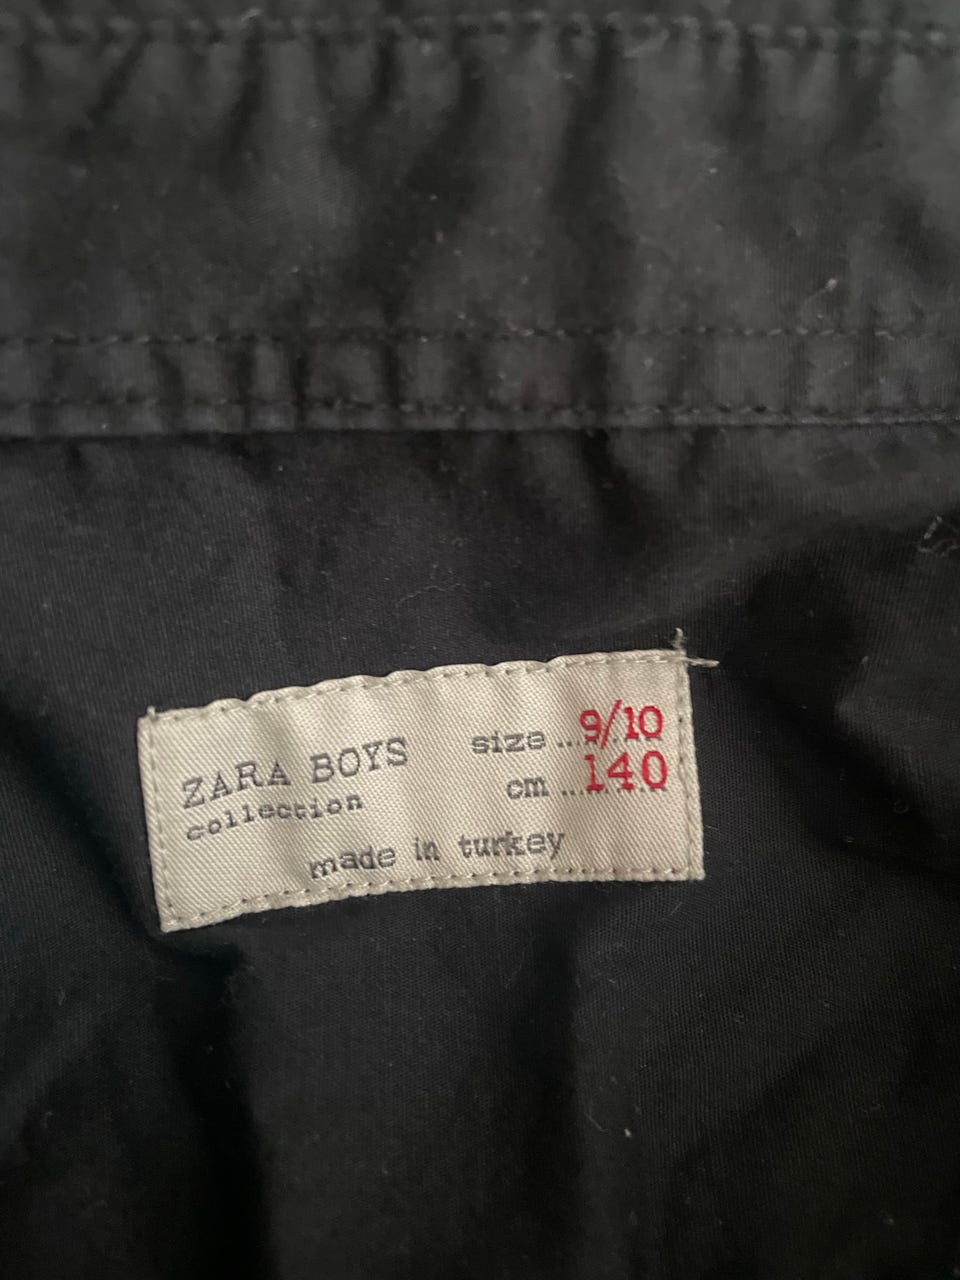 ZARA BOYS
collection
size ... 9/10
cm ... 140
made in turkey